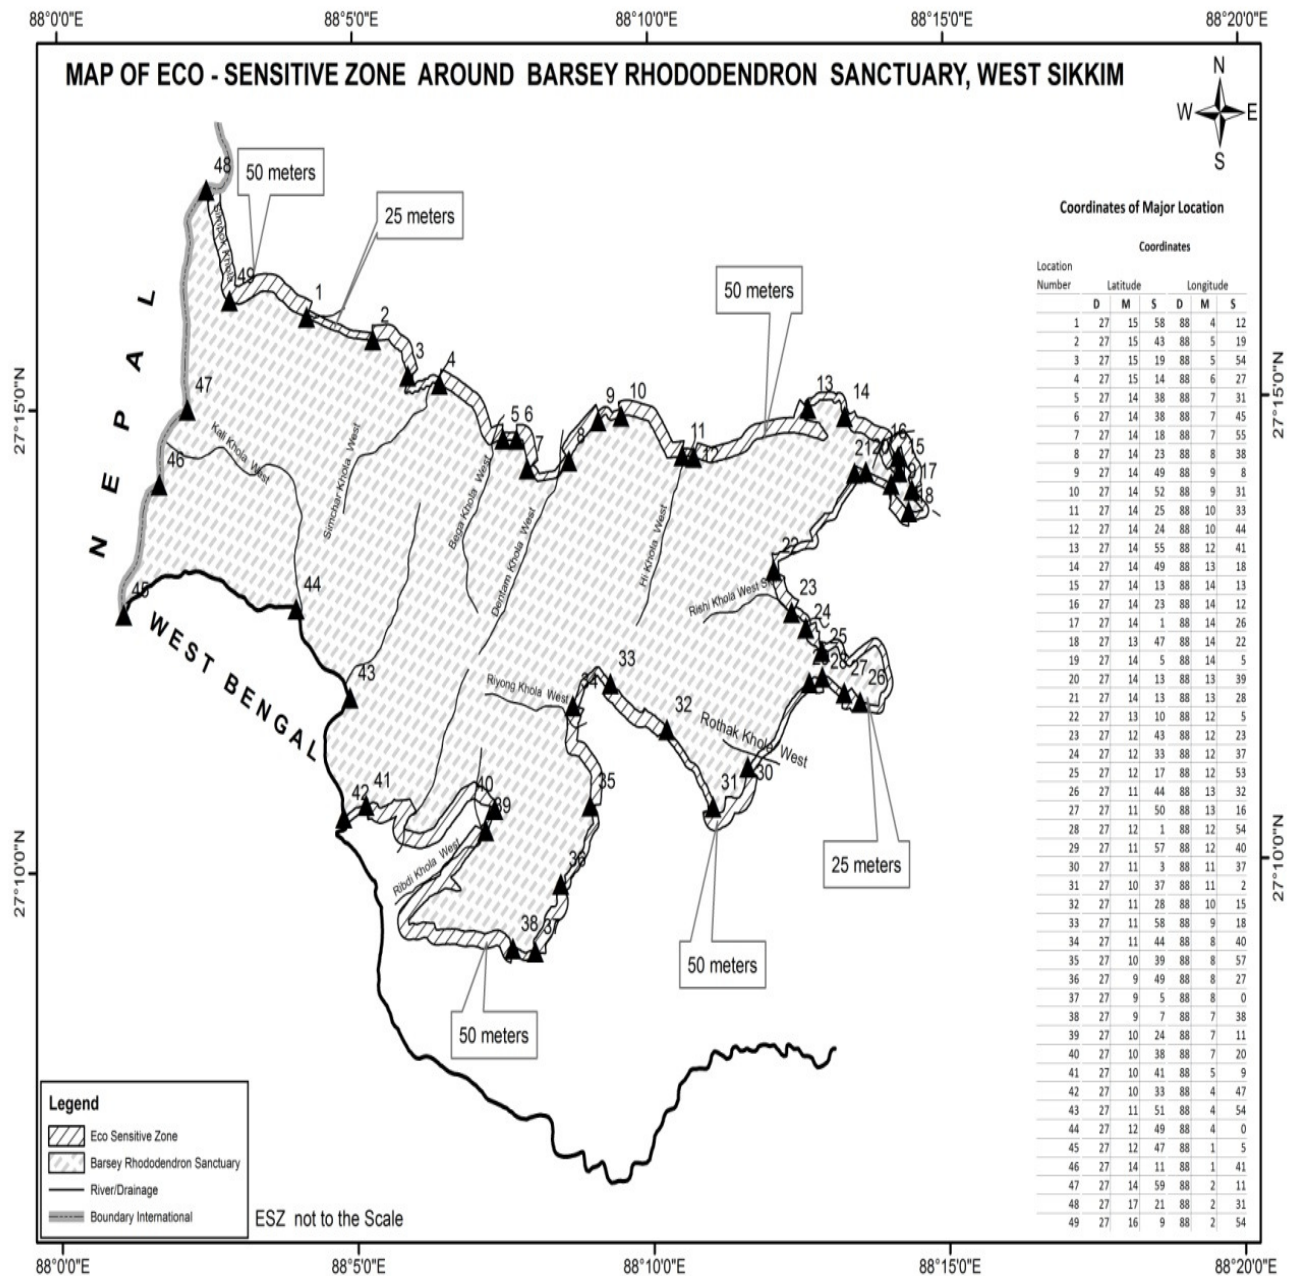 88°0'0"E 88°5'0"E 88°10'0"E 88°15'0"E 88°20'0"E
MAP OF ECO - SENSITIVE ZONE AROUND BARSEY RHODODENDRON SANCTUARY, WEST SIKKIM
N
W E
S
48
50 meters
25 meters
Simbok Khola
49
1
2
3
4
50 meters
NEPAL
47
46
45
44
43
42
41
40
39
38
37
36
35
34
33
32
31
30
5 6
7
8
9
10
11
12
13
14
16
15
17
18
21
20
22
23
24
25
28
27
26
Kali Khola West
Simchar Khola West
Bega Khola West
Dentam Khola West
Hi Khola West
Rishi Khola West
Riyong Khola West
Rothak Khola West
Ribdi Khola West
WEST BENGAL
25 meters
50 meters
50 meters
27°15'0"N
27°10'0"N
27°15'0"N
27°10'0"N
Coordinates of Major Location
Coordinates
Location
Number Latitude Longitude
D M S D M S
1 27 15 58 88 4 12
2 27 15 43 88 5 19
3 27 15 19 88 5 54
4 27 15 14 88 6 27
5 27 14 38 88 7 31
6 27 14 38 88 7 45
7 27 14 18 88 7 55
8 27 14 23 88 8 38
9 27 14 49 88 9 8
10 27 14 52 88 9 31
11 27 14 25 88 10 33
12 27 14 24 88 10 44
13 27 14 55 88 12 41
14 27 14 49 88 13 18
15 27 14 13 88 14 13
16 27 14 23 88 14 12
17 27 14 1 88 14 26
18 27 13 47 88 14 22
19 27 14 5 88 14 5
20 27 14 13 88 13 39
21 27 14 13 88 13 28
22 27 13 10 88 12 5
23 27 12 43 88 12 23
24 27 12 33 88 12 37
25 27 12 17 88 12 53
26 27 11 44 88 13 32
27 27 11 50 88 13 16
28 27 12 1 88 12 54
29 27 11 57 88 12 40
30 27 11 3 88 11 37
31 27 10 37 88 11 2
32 27 11 28 88 10 15
33 27 11 58 88 9 18
34 27 11 44 88 8 40
35 27 10 39 88 8 57
36 27 9 49 88 8 27
37 27 9 5 88 8 0
38 27 9 7 88 7 38
39 27 10 24 88 7 11
40 27 10 38 88 7 20
41 27 10 41 88 5 9
42 27 10 33 88 4 47
43 27 11 51 88 4 54
44 27 12 49 88 4 0
45 27 12 47 88 1 5
46 27 14 11 88 1 41
47 27 14 59 88 2 11
48 27 17 21 88 2 31
49 27 16 9 88 2 54
Legend
Eco Sensitive Zone
Barsey Rhododendron Sanctuary
River/Drainage
Boundary International
ESZ not to the Scale
88°0'0"E 88°5'0"E 88°10'0"E 88°15'0"E 88°20'0"E